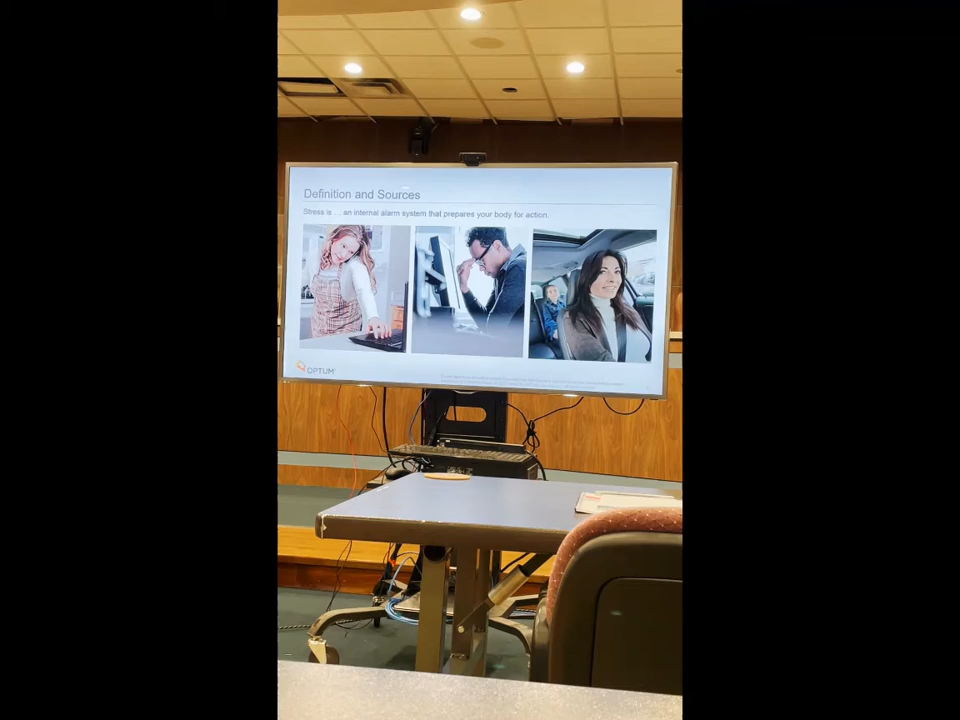 Definition and Sources
Stress is ... an internal alarm system that prepares your body for action.
OPTUM